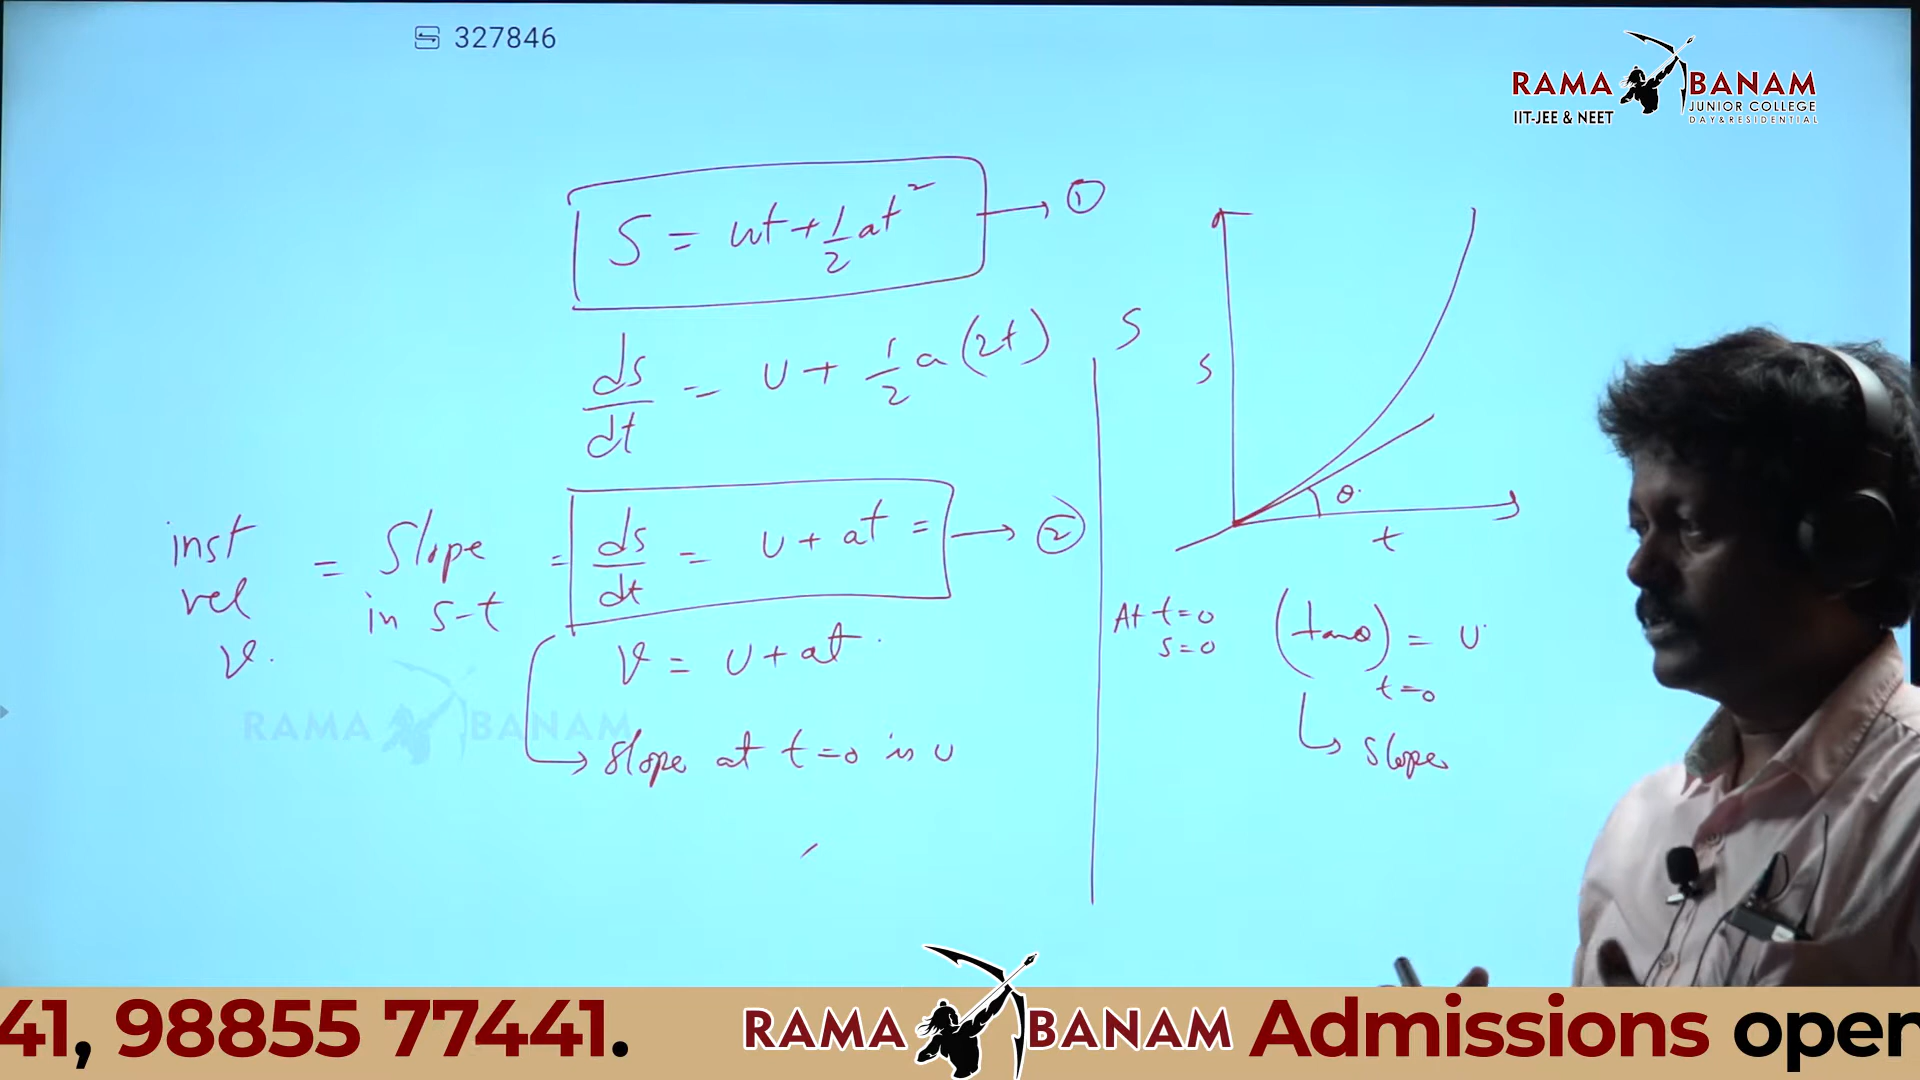 327846
RAMA BANAM
JUNIOR COLLEGE
IIT-JEE & NEET
DAY & RESIDENTIAL
S = ut + 1/2 at² → ①
ds/dt = u + 1/2 a (2t)
S
inst vel v. = Slope in s-t = ds/dt = u + at = → ②
v = u + at.
→ slope at t=0 is u
S
θ
t
At t=0
s=0
(tanθ) t=0 = u
→ slope
RAMA BANAM
41, 98855 77441. RAMA BANAM Admissions open